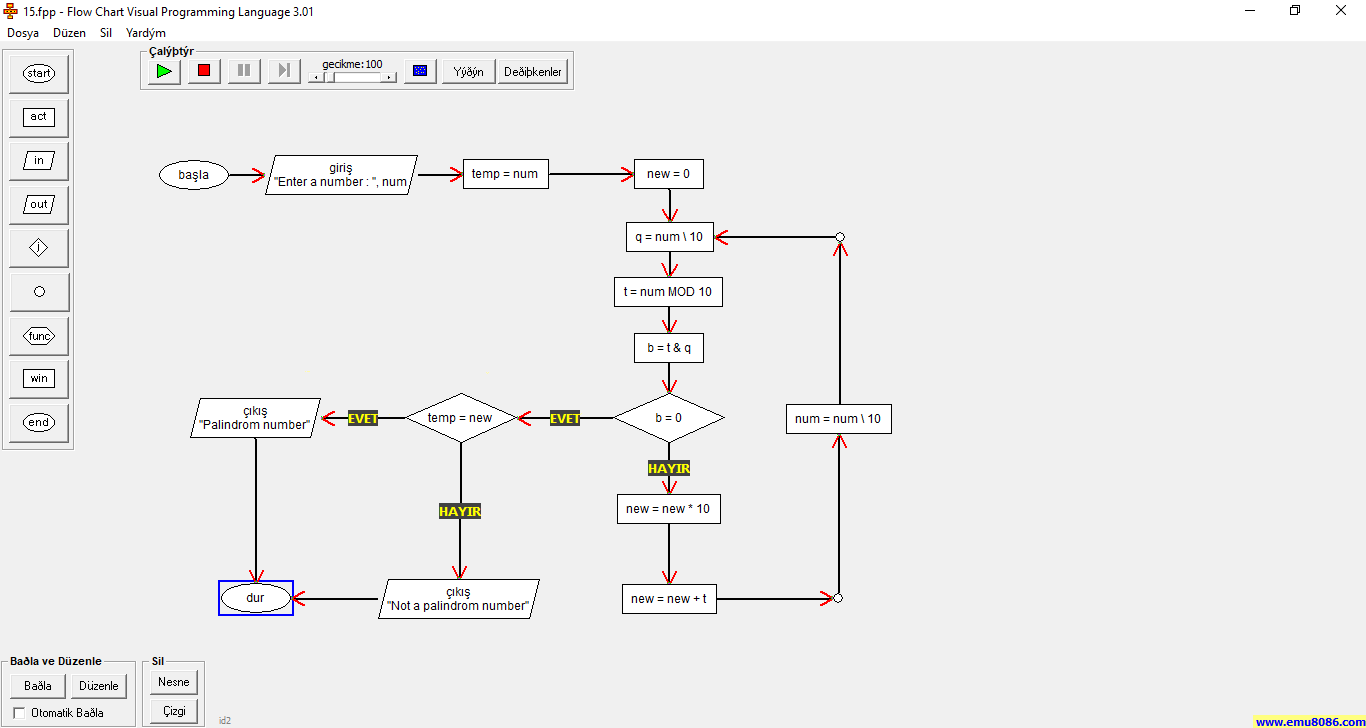 15.fpp - Flow Chart Visual Programming Language 3.01
Dosya Düzen Sil Yardým
Çalýþtýr
gecikme:100
Yýðýn
Deðiþkenler
start
act
in
out
j
func
win
end
başla
giriş
"Enter a number : ", num
temp = num
new = 0
q = num \ 10
t = num MOD 10
b = t & q
b = 0
EVET
temp = new
EVET
çıkış
"Palindrom number"
num = num \ 10
HAYIR
HAYIR
new = new * 10
dur
çıkış
"Not a palindrom number"
new = new + t
Baðla ve Düzenle
Baðla
Düzenle
Otomatik Baðla
Sil
Nesne
Çizgi
id2
www.emu8086.com